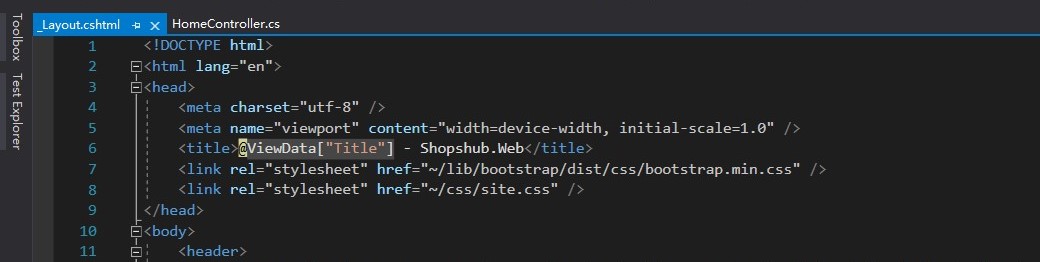 Toolbox
Test Explorer
_Layout.cshtml HomeController.cs
1 <!DOCTYPE html>
2 <html lang="en">
3 <head>
4 <meta charset="utf-8" />
5 <meta name="viewport" content="width=device-width, initial-scale=1.0" />
6 <title>@ViewData["Title"] - Shopshub.Web</title>
7 <link rel="stylesheet" href="~/lib/bootstrap/dist/css/bootstrap.min.css" />
8 <link rel="stylesheet" href="~/css/site.css" />
9 </head>
10 <body>
11 <header>